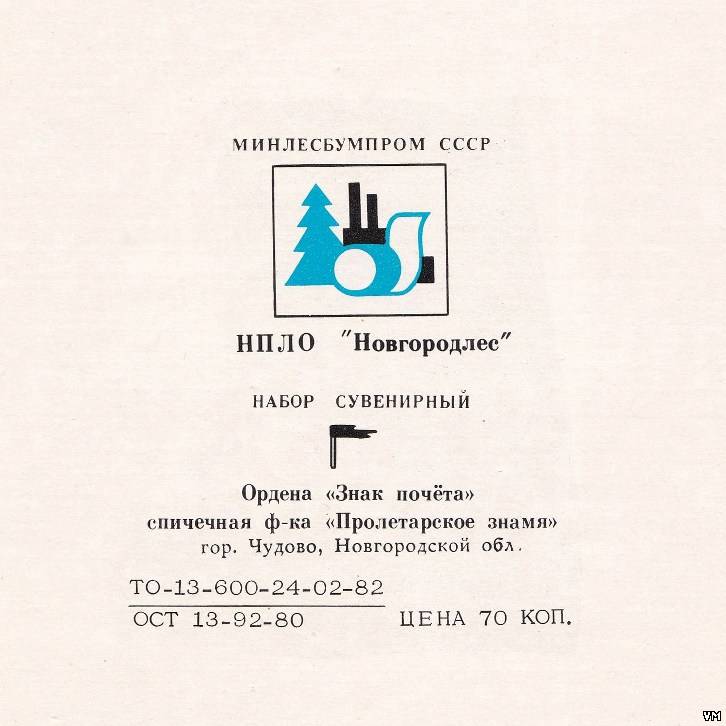 МИНЛЕСБУМПРОМ СССР
НПЛО "Новгородлес"
НАБОР СУВЕНИРНЫЙ
Ордена «Знак почёта»
спичечная ф-ка «Пролетарское знамя»
гор. Чудово, Новгородской обл.
ТО-13-600-24-02-82
ОСТ 13-92-80 ЦЕНА 70 КОП.
УМ